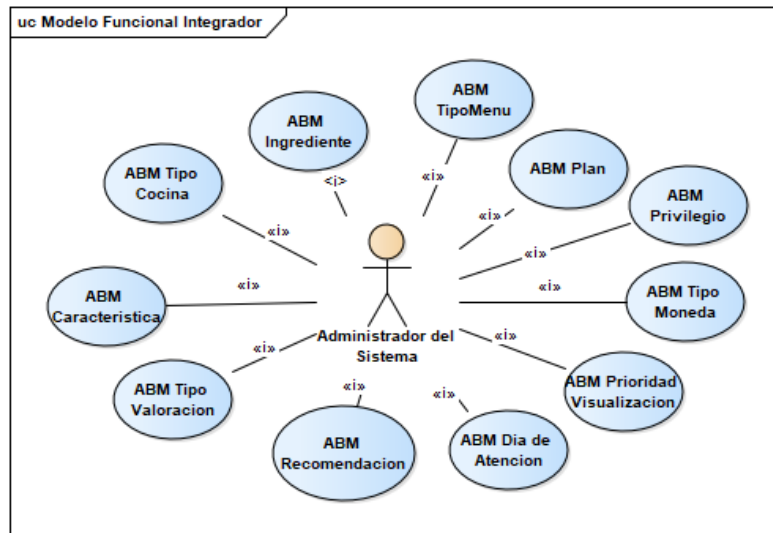 uc Modelo Funcional Integrador
ABM
TipoMenu
ABM
Ingrediente
ABM Plan
ABM Tipo
Cocina
ABM
Privilegio
«i»
<i>
«i»
«i»
«i»
ABM
Caracteristica
«i»
«i»
ABM Tipo
Moneda
Administrador del
Sistema
«i»
«i»
ABM Tipo
Valoracion
ABM Prioridad
Visualizacion
«i»
«i»
ABM
Recomendacion
ABM Dia de
Atencion